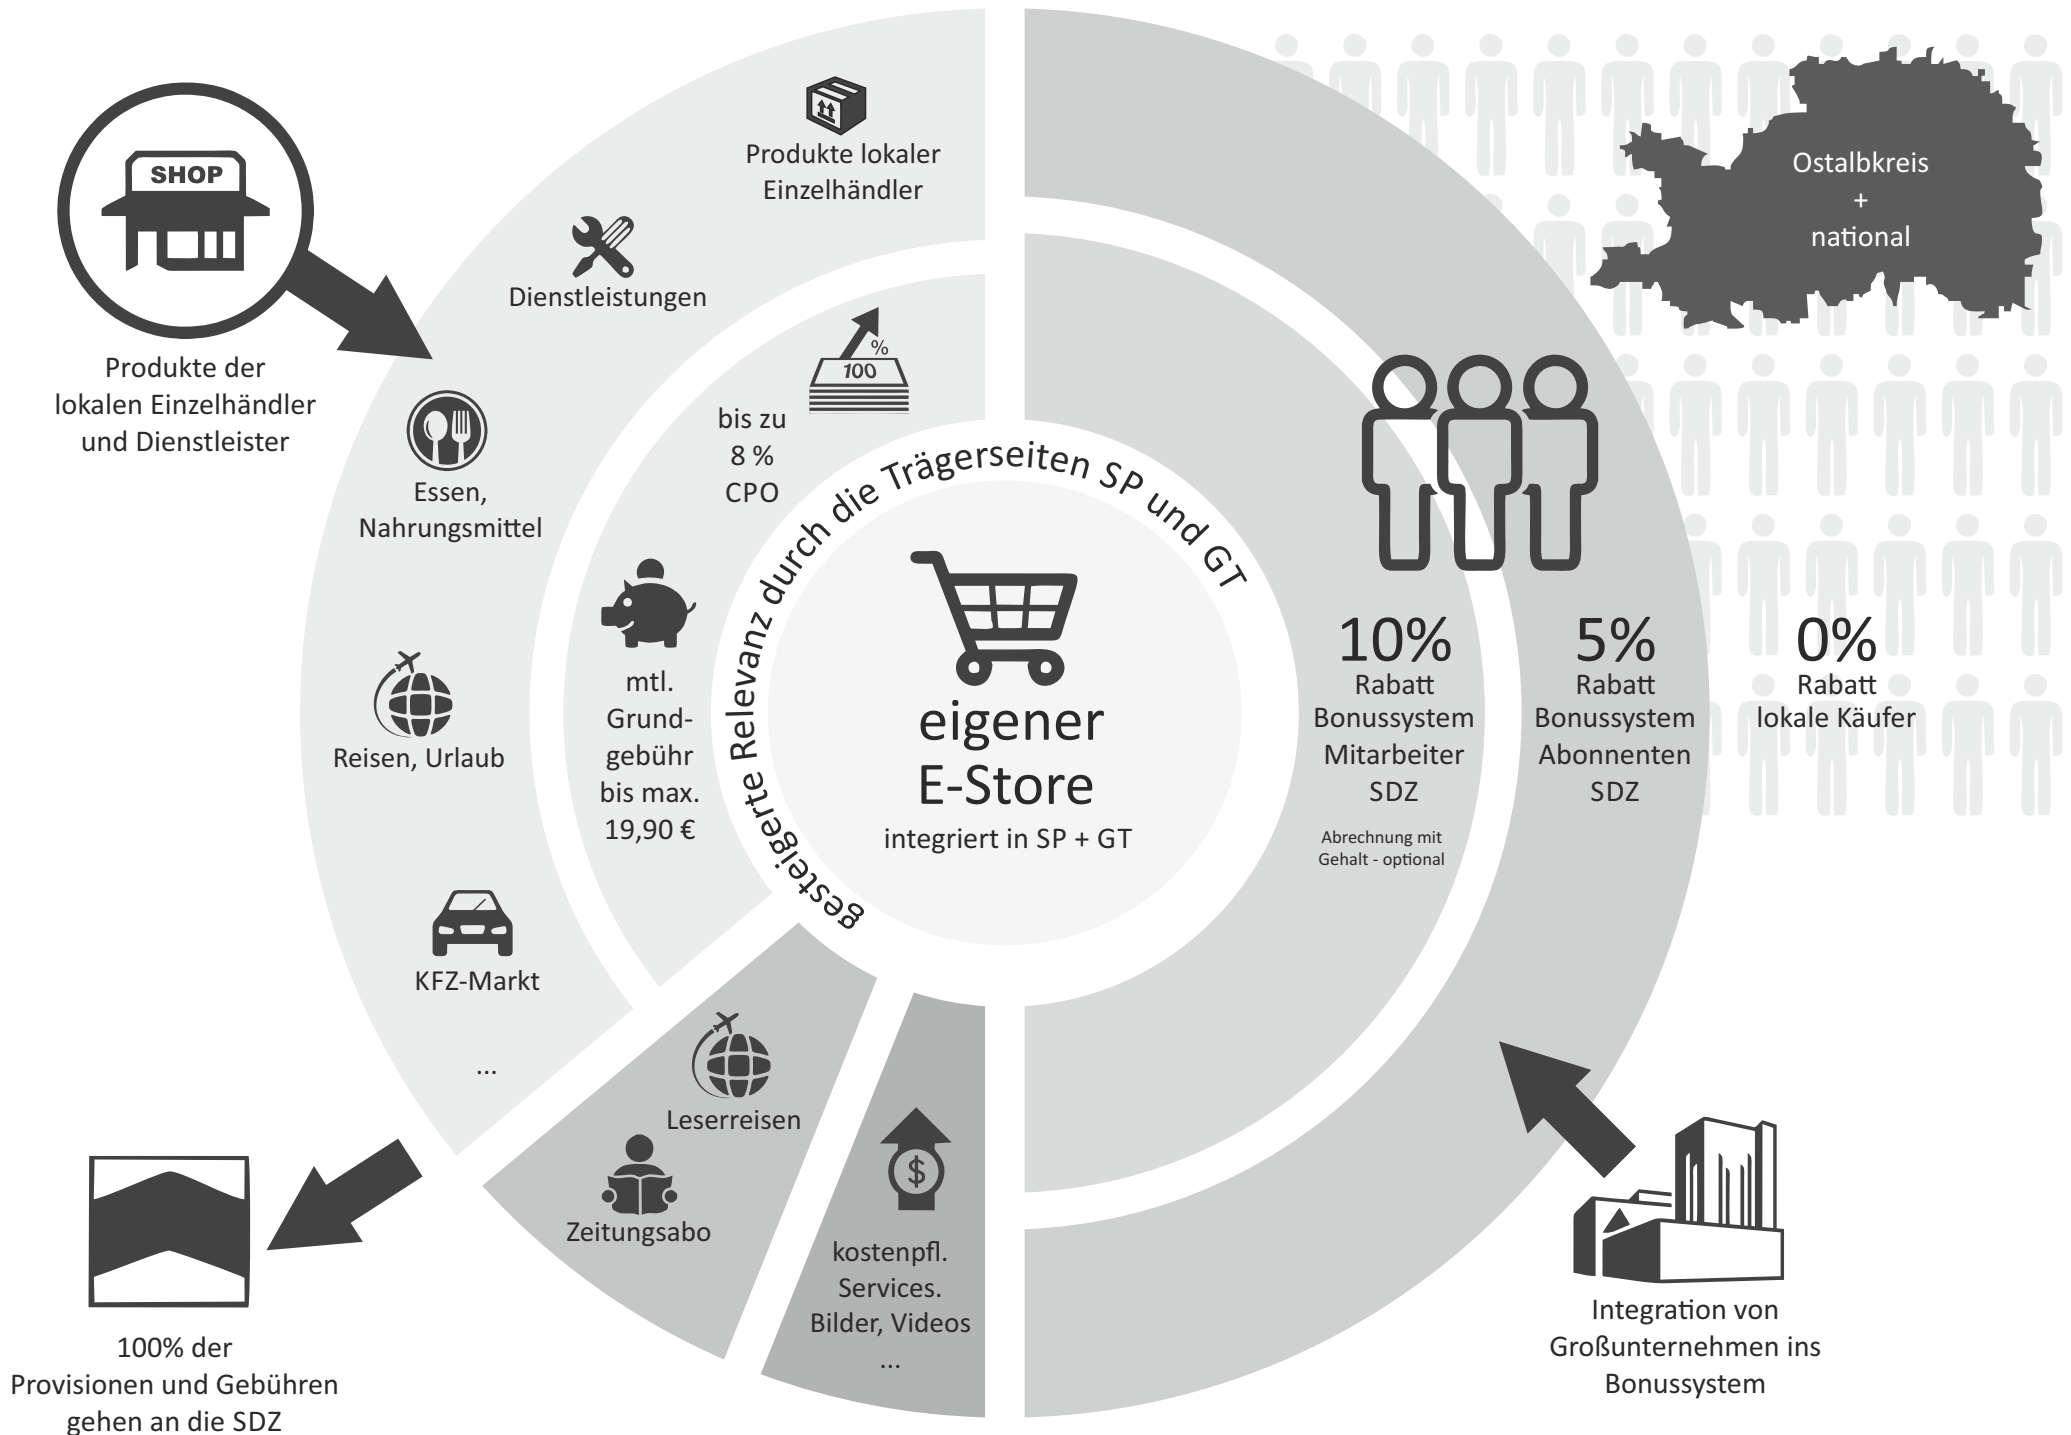 SHOP
Produkte der
lokalen Einzelhändler
und Dienstleister
Produkte lokaler
Einzelhändler
Dienstleistungen
Essen,
Nahrungsmittel
Reisen, Urlaub
KFZ-Markt
...
%
100
bis zu
8 %
CPO
mtl.
Grund-
gebühr
bis max.
19,90 €
gesteigerte Relevanz durch die Trägerseiten SP und GT
eigener
E-Store
integriert in SP + GT
Leserreisen
Zeitungsabo
$
kostenpfl.
Services.
Bilder, Videos
...
100% der
Provisionen und Gebühren
gehen an die SDZ
Ostalbkreis
+
national
10%
Rabatt
Bonussystem
Mitarbeiter
SDZ
Abrechnung mit
Gehalt - optional
5%
Rabatt
Bonussystem
Abonnenten
SDZ
0%
Rabatt
lokale Käufer
Integration von
Großunternehmen ins
Bonussystem